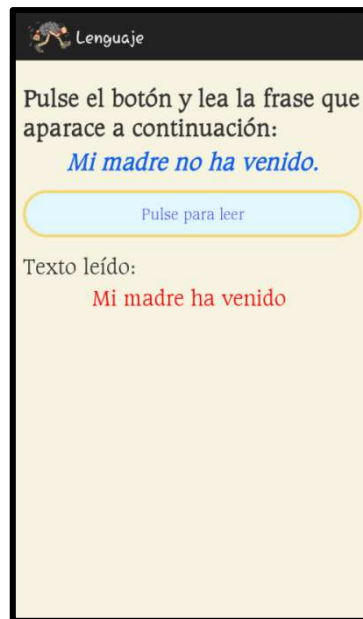 Lenguaje
Pulse el botón y lea la frase que
aparace a continuación:
Mi madre no ha venido.
Pulse para leer
Texto leído:
Mi madre ha venido